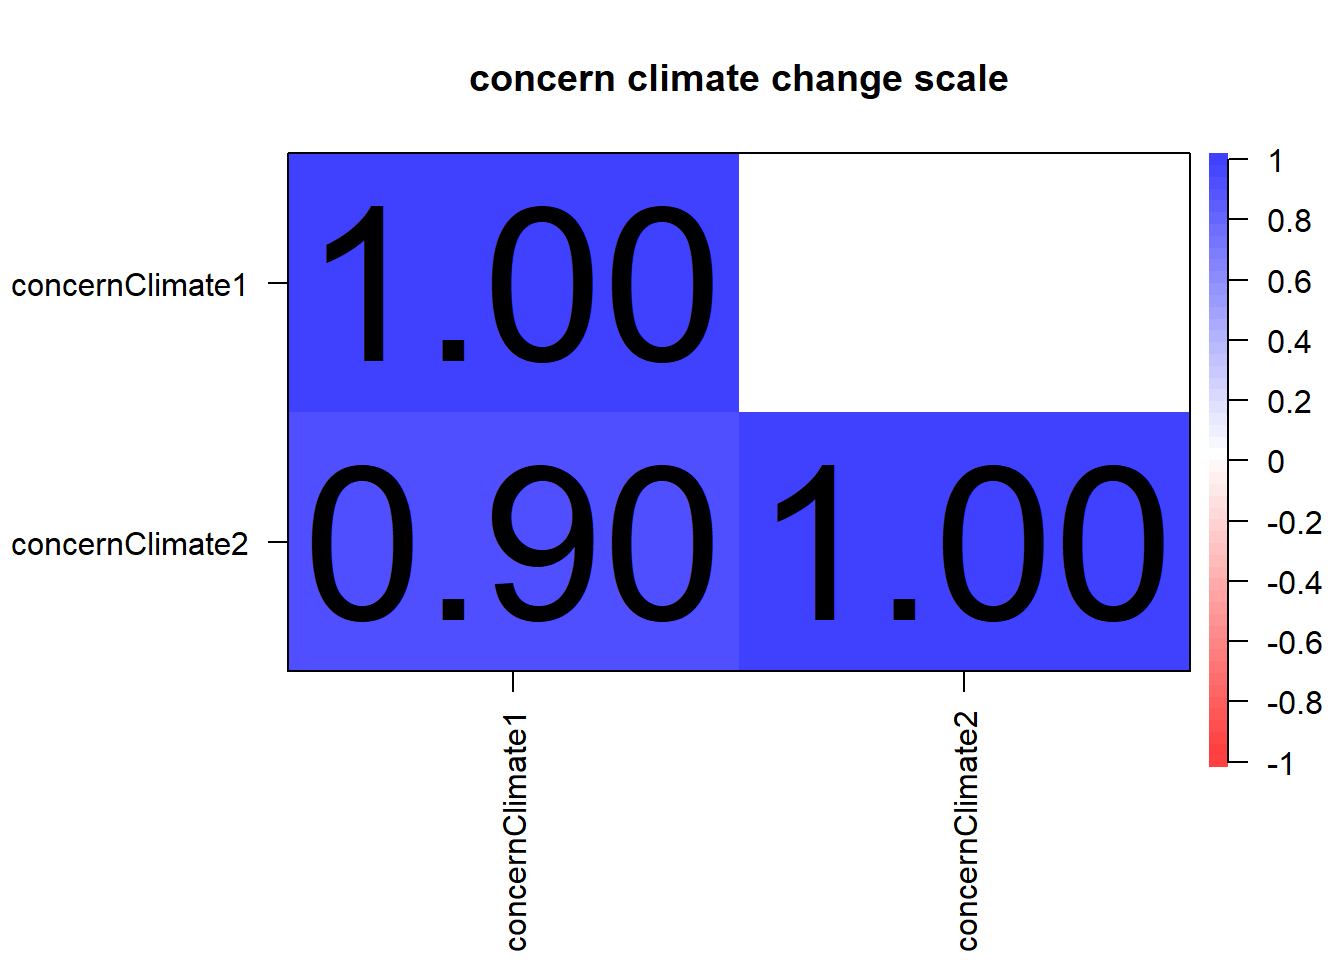 concern climate change scale
concernClimate1
1.00
concernClimate2
0.90 1.00
concernClimate1
concernClimate2
1
0.8
0.6
0.4
0.2
0
-0.2
-0.4
-0.6
-0.8
-1